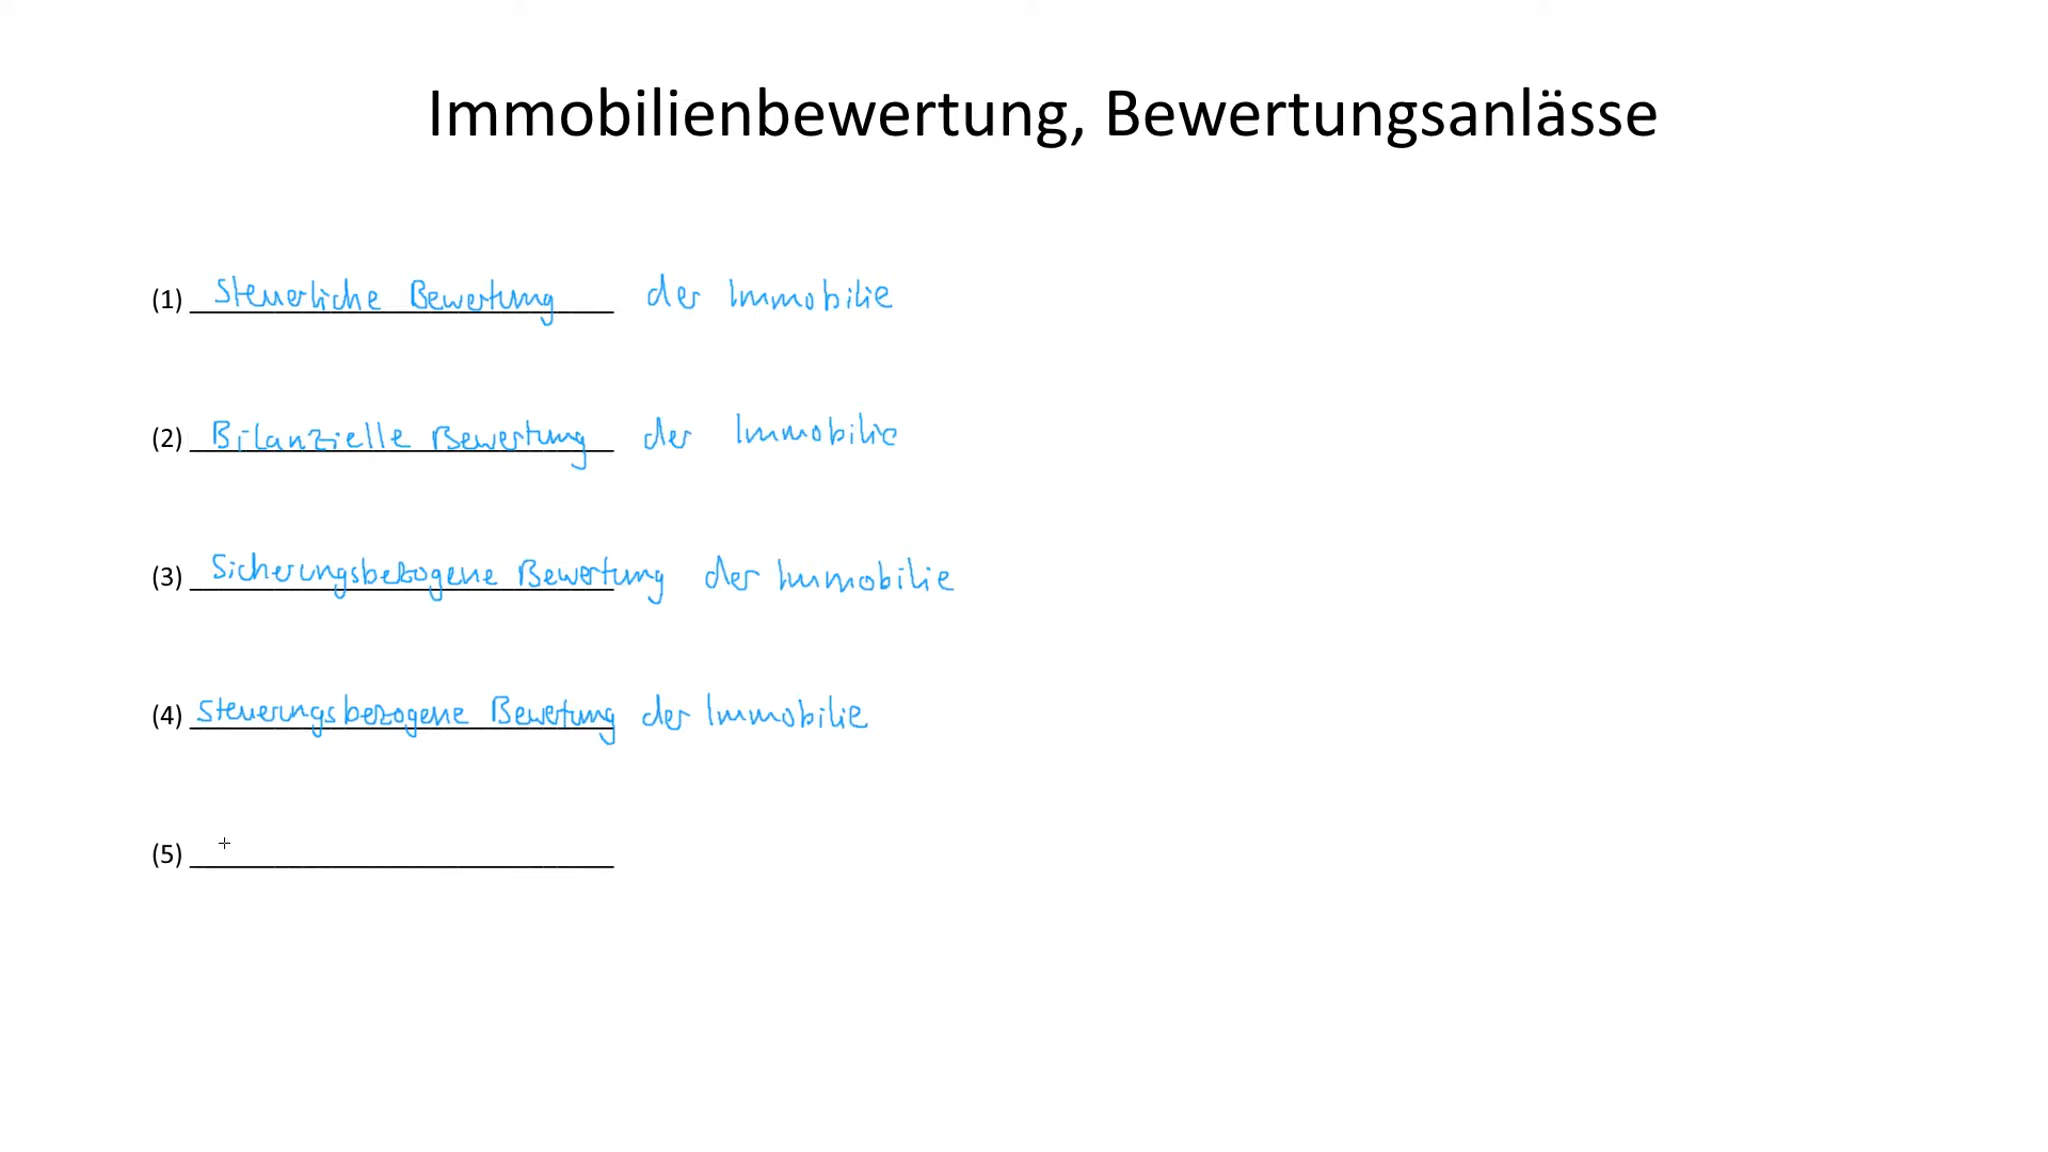 Immobilienbewertung, Bewertungsanlässe
(1) Steuerliche Bewertung der Immobilie
(2) Bilanzielle Bewertung der Immobilie
(3) Sicherungsbezogene Bewertung der Immobilie
(4) Steuerungsbezogene Bewertung der Immobilie
(5)